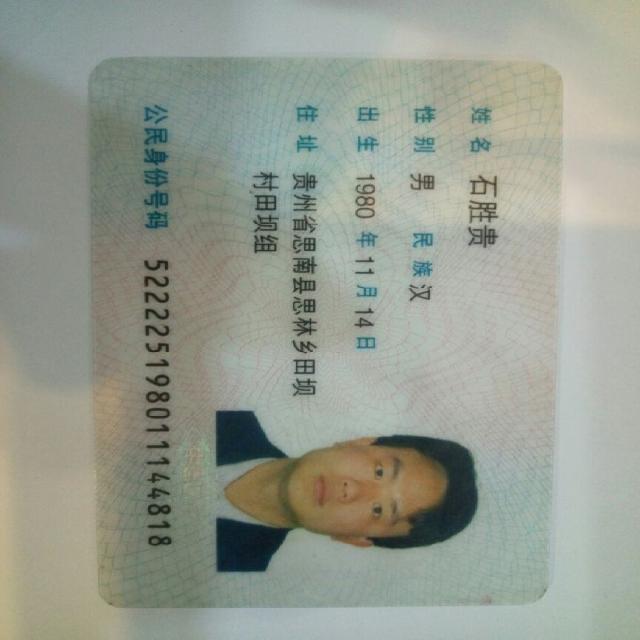 姓名 石胜贵
性别 男 民族 汉
出生 1980 年 11 月 14 日
住址 贵州省思南县思林乡田坝
村田坝组
公民身份号码 522225198011144818